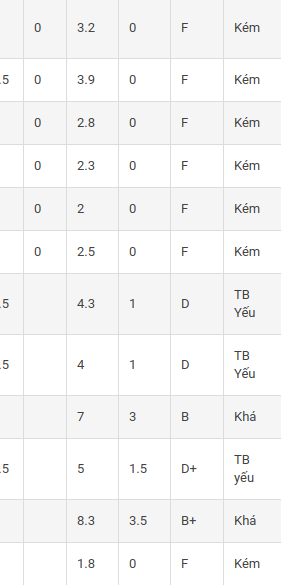 0 3.2 0 F Kém
.5 0 3.9 0 F Kém
0 2.8 0 F Kém
0 2.3 0 F Kém
0 2 0 F Kém
0 2.5 0 F Kém
.5 4.3 1 D TB
Yếu
.5 4 1 D TB
Yếu
7 3 B Khá
.5 5 1.5 D+ TB
yếu
8.3 3.5 B+ Khá
1.8 0 F Kém